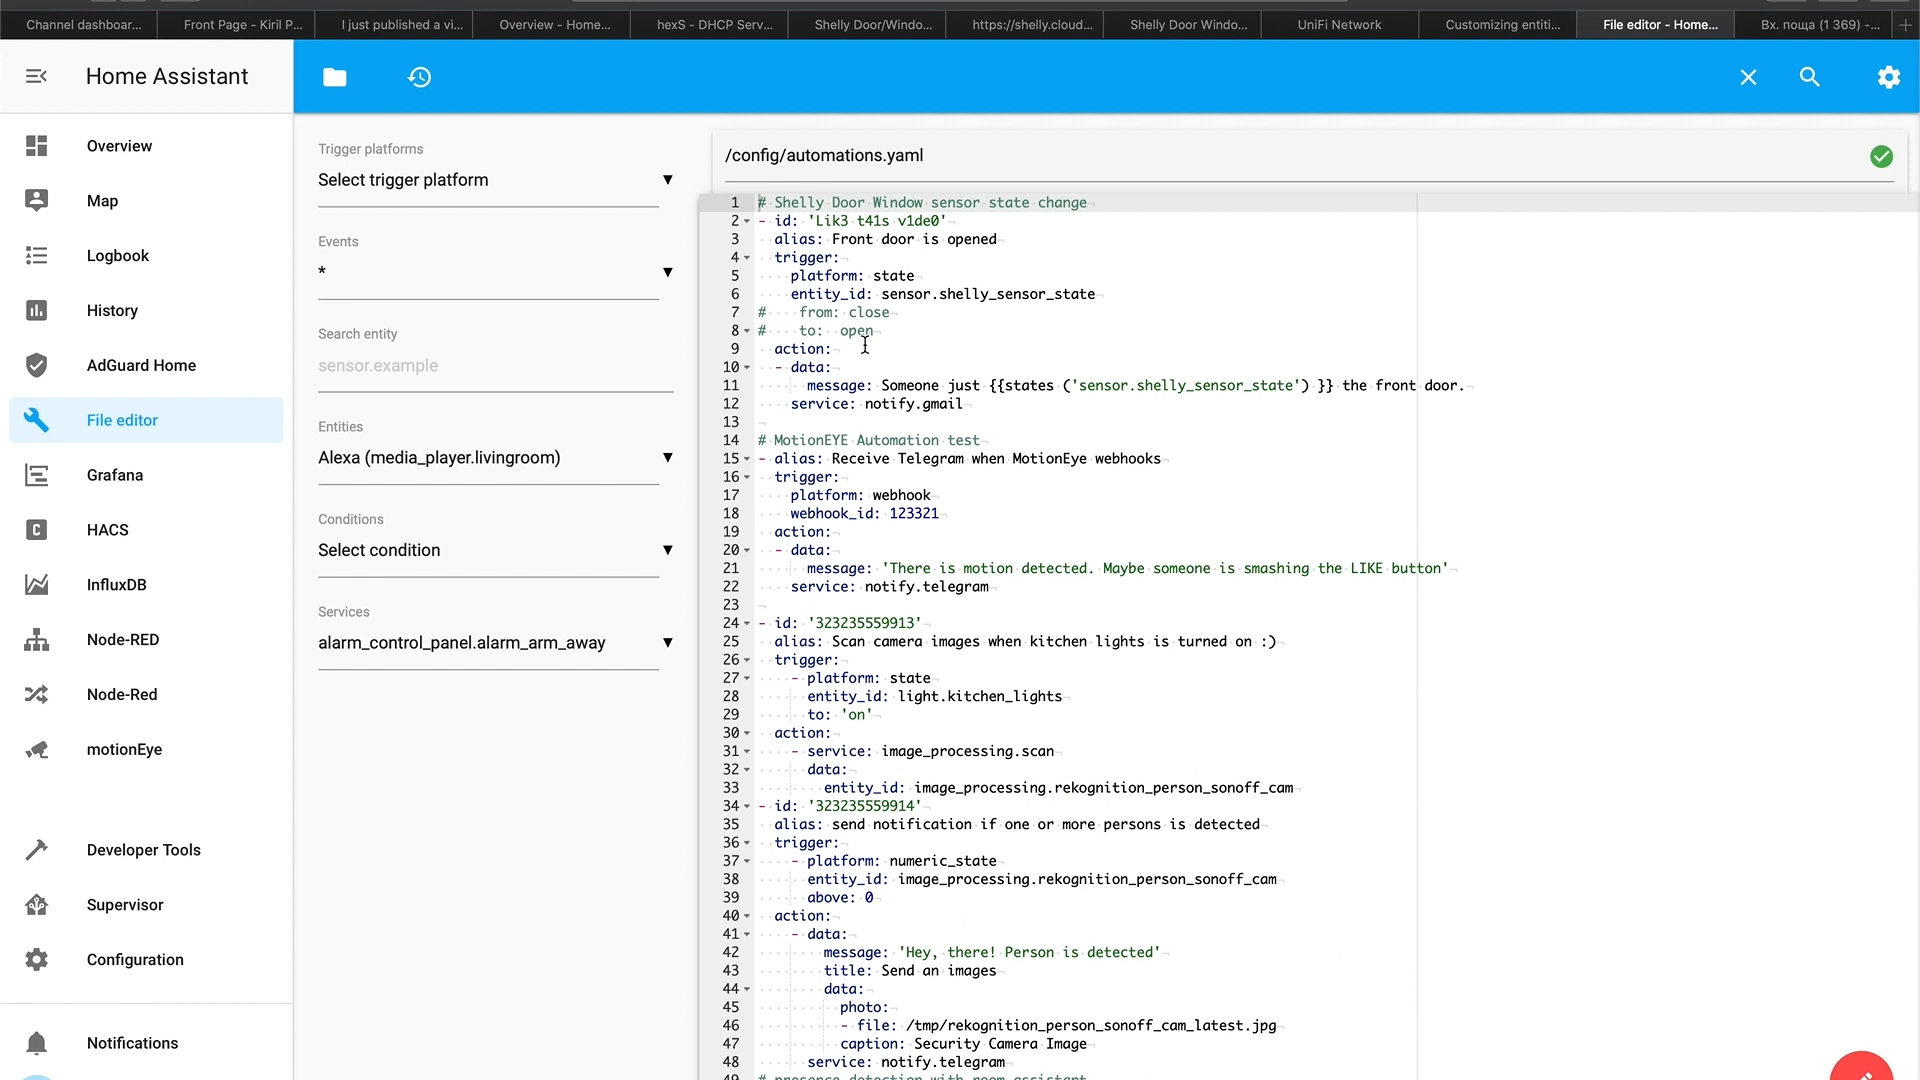 Channel dashboar...
Front Page - Kiril P...
I just published a vi...
Overview - Home...
hexS - DHCP Serv...
Shelly Door/Windo...
https://shelly.cloud...
Shelly Door Windo...
UniFi Network
Customizing entiti...
File editor - Home...
Вх. поща (1 369) -...
Home Assistant
Overview
Map
Logbook
History
AdGuard Home
File editor
Grafana
HACS
InfluxDB
Node-RED
Node-Red
motionEye
Developer Tools
Supervisor
Configuration
Notifications
Trigger platforms
Select trigger platform
Events
*
Search entity
sensor.example
Entities
Alexa (media_player.livingroom)
Conditions
Select condition
Services
alarm_control_panel.alarm_arm_away
/config/automations.yaml
1 # Shelly Door Window sensor state change
2 - id: 'Lik3 t41s v1de0'
3 alias: Front door is opened
4 trigger:
5 platform: state
6 entity_id: sensor.shelly_sensor_state
7 # from: close
8 # to: open
9 action:
10 - data:
11 message: Someone just {{states ('sensor.shelly_sensor_state') }} the front door.
12 service: notify.gmail
13
14 # MotionEYE Automation test
15 - alias: Receive Telegram when MotionEye webhooks
16 trigger:
17 platform: webhook
18 webhook_id: 123321
19 action:
20 - data:
21 message: 'There is motion detected. Maybe someone is smashing the LIKE button'
22 service: notify.telegram
23
24 - id: '323235559913'
25 alias: Scan camera images when kitchen lights is turned on :)
26 trigger:
27 - platform: state
28 entity_id: light.kitchen_lights
29 to: 'on'
30 action:
31 - service: image_processing.scan
32 data:
33 entity_id: image_processing.rekognition_person_sonoff_cam
34 - id: '323235559914'
35 alias: send notification if one or more persons is detected
36 trigger:
37 - platform: numeric_state
38 entity_id: image_processing.rekognition_person_sonoff_cam
39 above: 0
40 action:
41 - data:
42 message: 'Hey, there! Person is detected'
43 title: Send an images
44 data:
45 photo:
46 - file: /tmp/rekognition_person_sonoff_cam_latest.jpg
47 caption: Security Camera Image
48 service: notify.telegram
49 # presence detection with room assistant